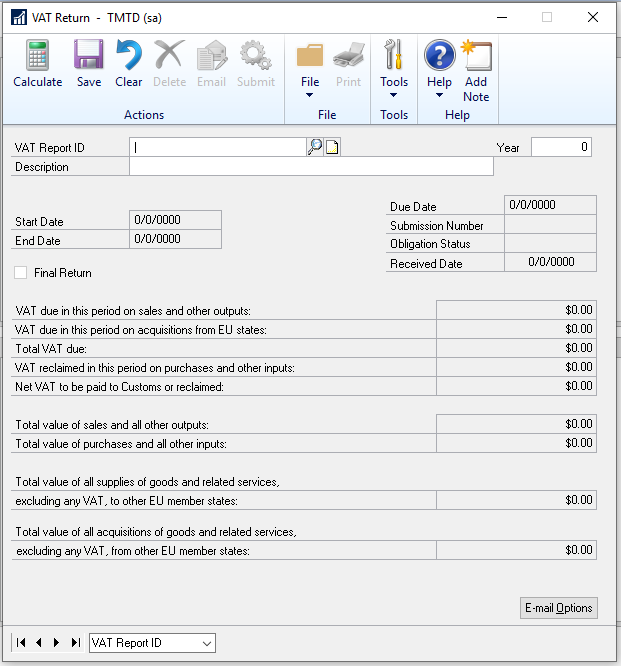 VAT Return - TMTD (sa)
Calculate Save Clear Delete Email Submit File Print Tools Help Add Note
Actions File Tools Help
VAT Report ID Year 0
Description
Start Date 0/0/0000
End Date 0/0/0000
Due Date 0/0/0000
Submission Number
Obligation Status
Received Date 0/0/0000
Final Return
VAT due in this period on sales and other outputs: $0.00
VAT due in this period on acquisitions from EU states: $0.00
Total VAT due: $0.00
VAT reclaimed in this period on purchases and other inputs: $0.00
Net VAT to be paid to Customs or reclaimed: $0.00
Total value of sales and all other outputs: $0.00
Total value of purchases and all other inputs: $0.00
Total value of all supplies of goods and related services,
excluding any VAT, to other EU member states: $0.00
Total value of all acquisitions of goods and related services,
excluding any VAT, from other EU member states: $0.00
E-mail Options
VAT Report ID